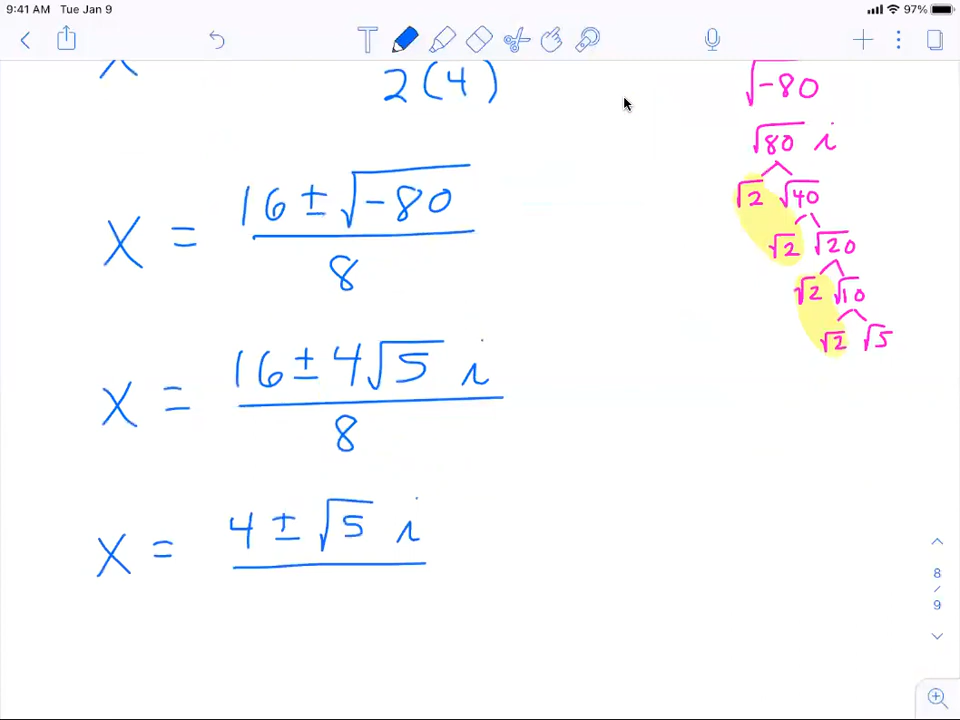 9:41 AM Tue Jan 9
97%
T
x
2(4)
√-80
√80 i
√2 √40
√2 √20
√2 √10
√2 √5
x = (16 ± √-80) / 8
x = (16 ± 4√5 i) / 8
x = 4 ± √5 i
8
/
9